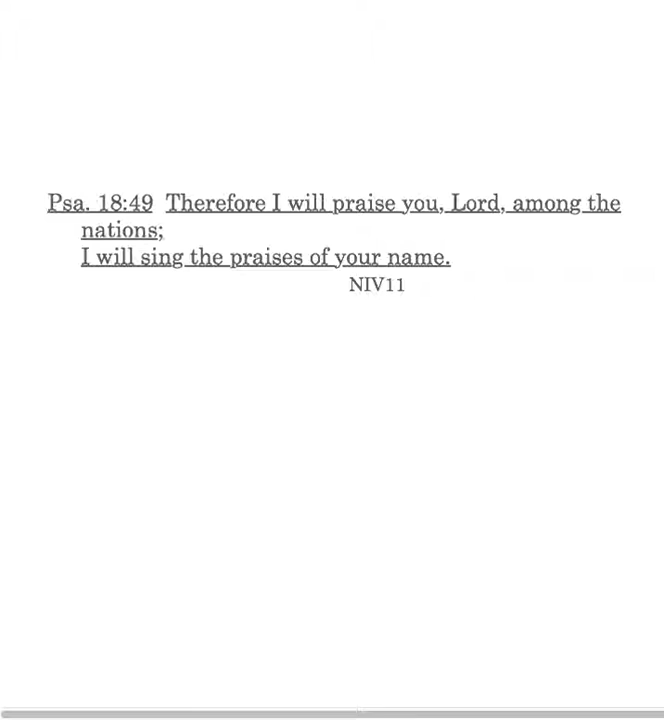 Psa. 18:49 Therefore I will praise you, Lord, among the
nations;
I will sing the praises of your name.
NIV11